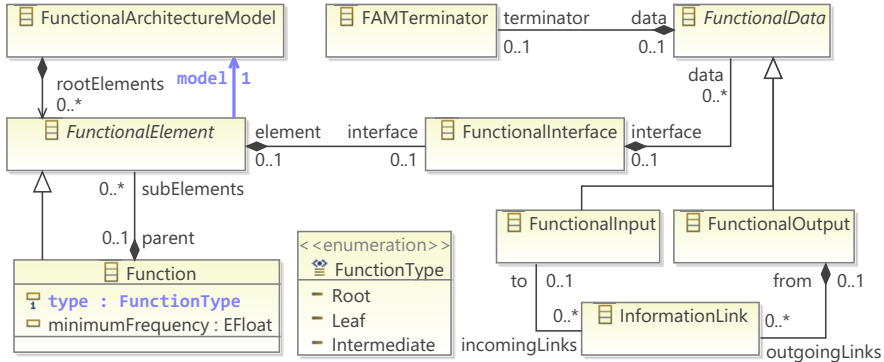 FunctionalArchitectureModel
FAMTerminator
terminator
data
0..1
0..1
FunctionalData
rootElements
0..*
model 1
data
0..*
FunctionalElement
element
interface
0..1
0..1
FunctionalInterface
interface
0..1
0..*
subElements
0..1
parent
FunctionalInput
FunctionalOutput
<<enumeration>>
FunctionType
Root
Leaf
Intermediate
Function
1
type : FunctionType
minimumFrequency : EFloat
to
0..1
from
0..1
0..*
incomingLinks
InformationLink
0..*
outgoingLinks